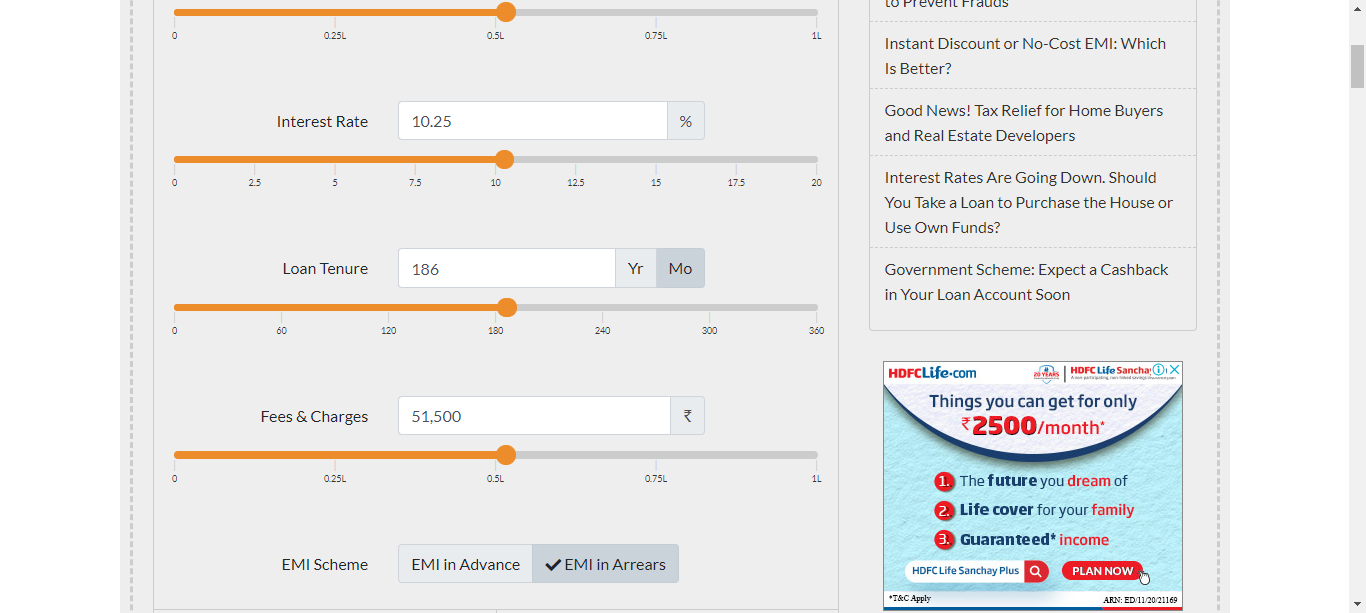 0
0.25L
0.5L
0.75L
1L
Interest Rate
10.25
%
0
2.5
5
7.5
10
12.5
15
17.5
20
Loan Tenure
186
Yr
Mo
0
60
120
180
240
300
360
Fees & Charges
51,500
₹
0
0.25L
0.5L
0.75L
1L
EMI Scheme
EMI in Advance
EMI in Arrears
to Prevent Frauds
Instant Discount or No-Cost EMI: Which
Is Better?
Good News! Tax Relief for Home Buyers
and Real Estate Developers
Interest Rates Are Going Down. Should
You Take a Loan to Purchase the House or
Use Own Funds?
Government Scheme: Expect a Cashback
in Your Loan Account Soon
HDFCLife.com
20 YEARS
HDFC Life Sanchay
A non-participating, non-linked savings insurance plan
Things you can get for only
₹2500/month*
1. The future you dream of
2. Life cover for your family
3. Guaranteed* income
HDFC Life Sanchay Plus
PLAN NOW
*T&C Apply
ARN: ED/11/20/21169